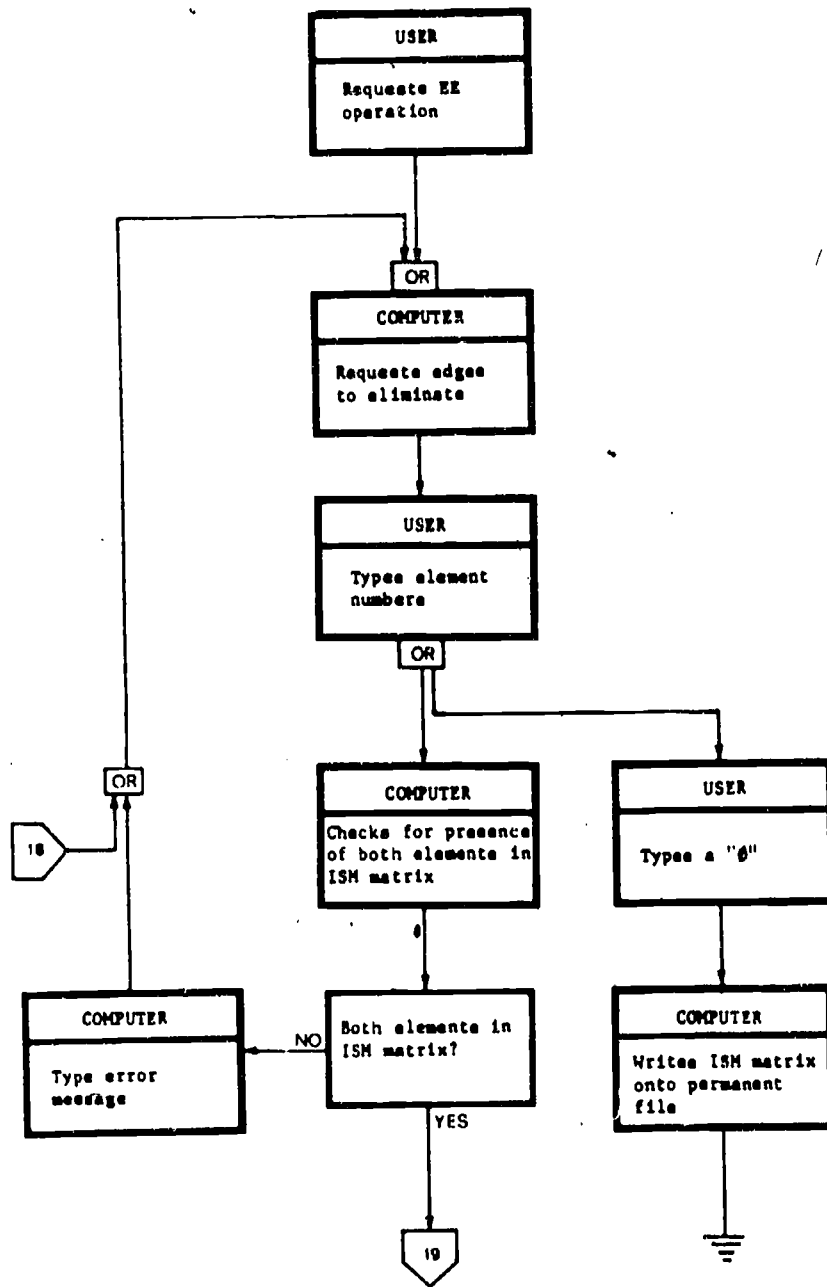 USER
Requests EE
operation
OR
COMPUTER
Requests edges
to eliminate
USER
Types element
numbers
OR
OR
COMPUTER
Checks for presence
of both elements in
ISM matrix
USER
Types a "0"
18
COMPUTER
Type error
message
NO
Both elements in
ISM matrix?
COMPUTER
Writes ISM matrix
onto permanent
file
YES
19